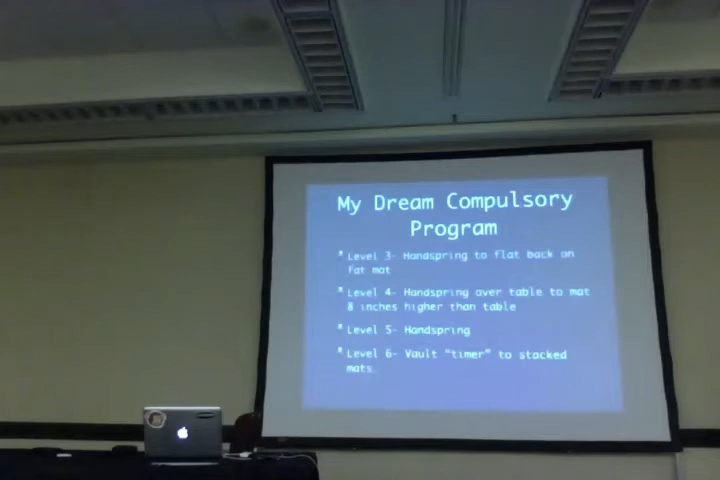 My Dream Compulsory
Program
* Level 3- Handspring to flat back on
fat mat
* Level 4- Handspring over table to mat
8 inches higher than table
* Level 5- Handspring
* Level 6- Vault "timer" to stacked
mats